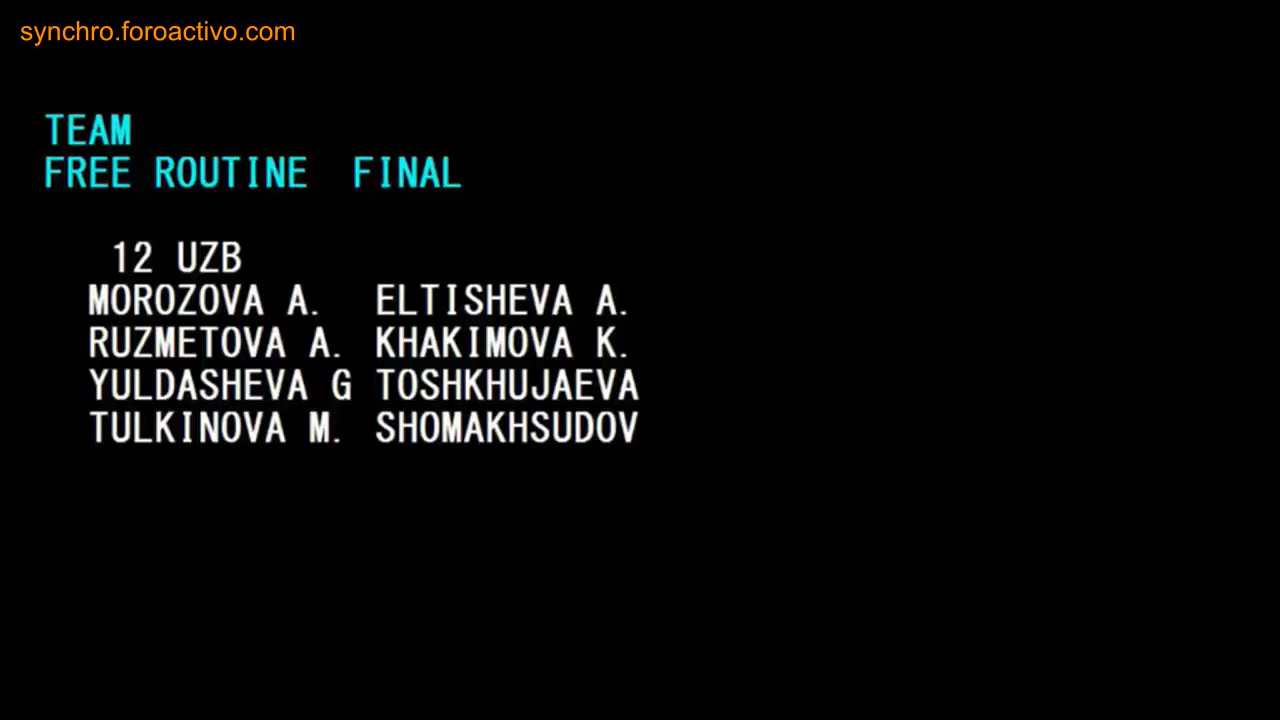 synchro.foroactivo.com
TEAM
FREE ROUTINE FINAL
12 UZB
MOROZOVA A. ELTISHEVA A.
RUZMETOVA A. KHAKIMOVA K.
YULDASHEVA G TOSHKHUJAEVA
TULKINOVA M. SHOMAKHSUDOV